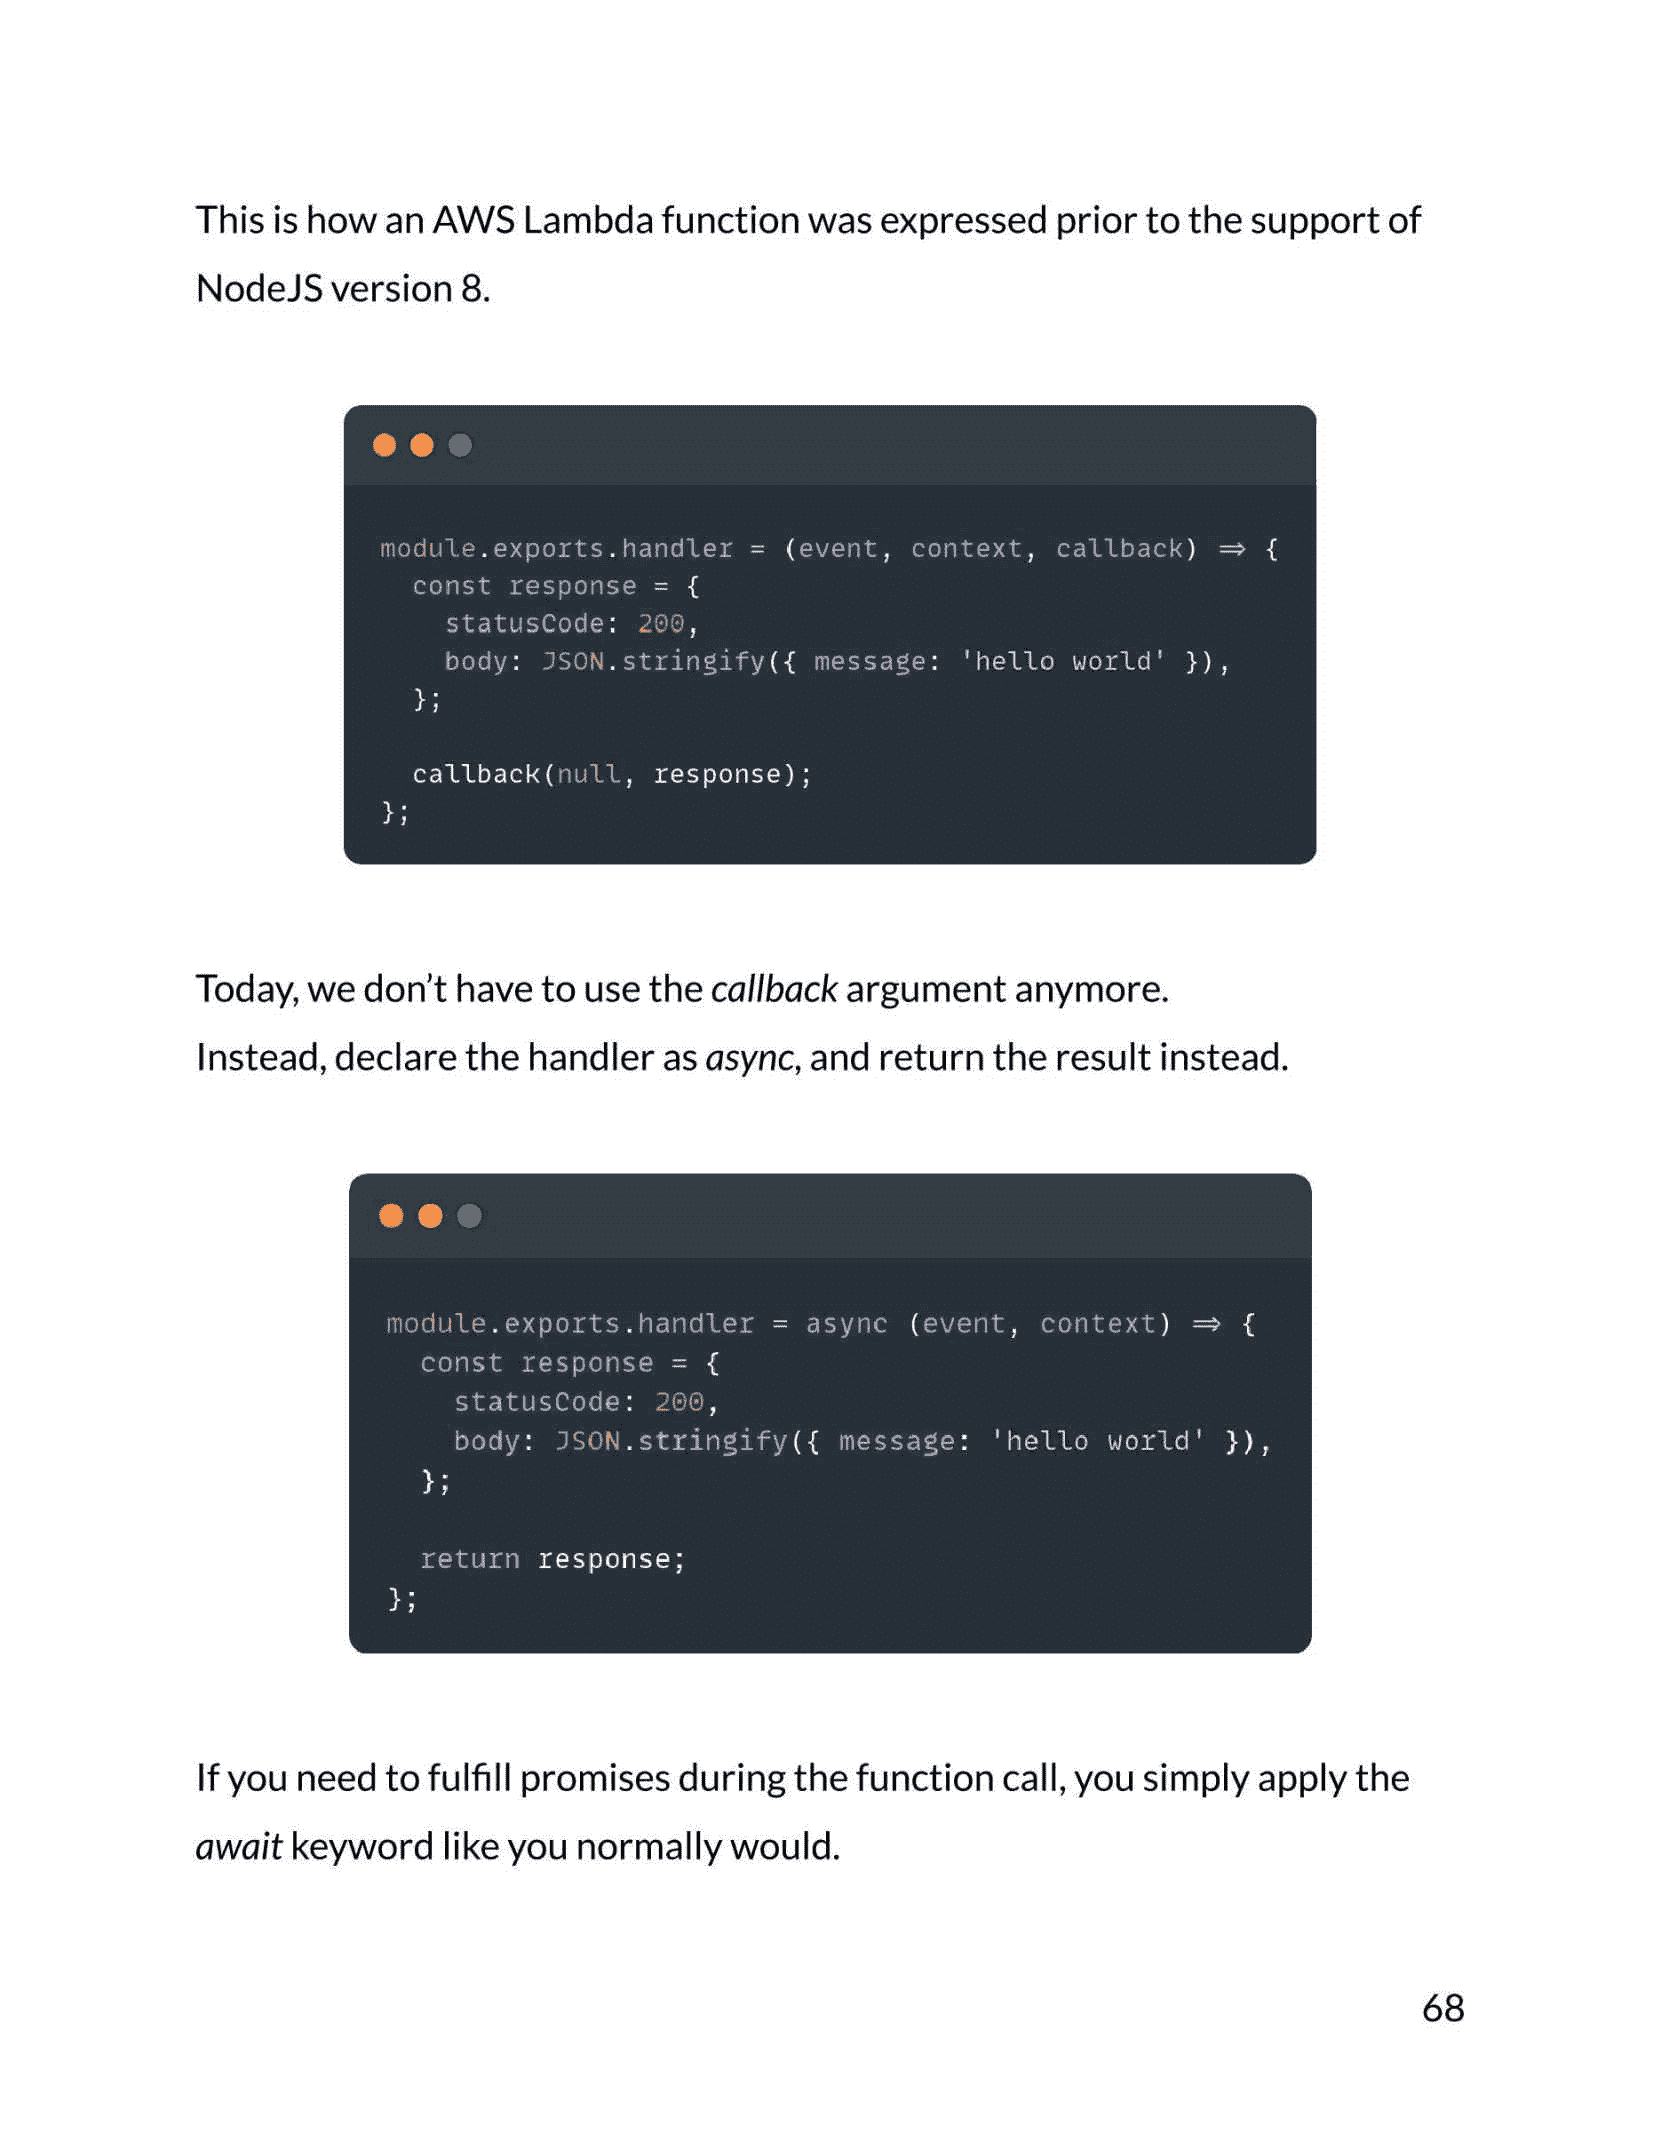 This is how an AWS Lambda function was expressed prior to the support of
NodeJS version 8.
module.exports.handler = (event, context, callback) ⇒ {
  const response = {
    statusCode: 200,
    body: JSON.stringify({ message: 'hello world' }),
  };
  callback(null, response);
};
Today, we don’t have to use the callback argument anymore.
Instead, declare the handler as async, and return the result instead.
module.exports.handler = async (event, context) ⇒ {
  const response = {
    statusCode: 200,
    body: JSON.stringify({ message: 'hello world' }),
  };
  return response;
};
If you need to fulfill promises during the function call, you simply apply the
await keyword like you normally would.
68